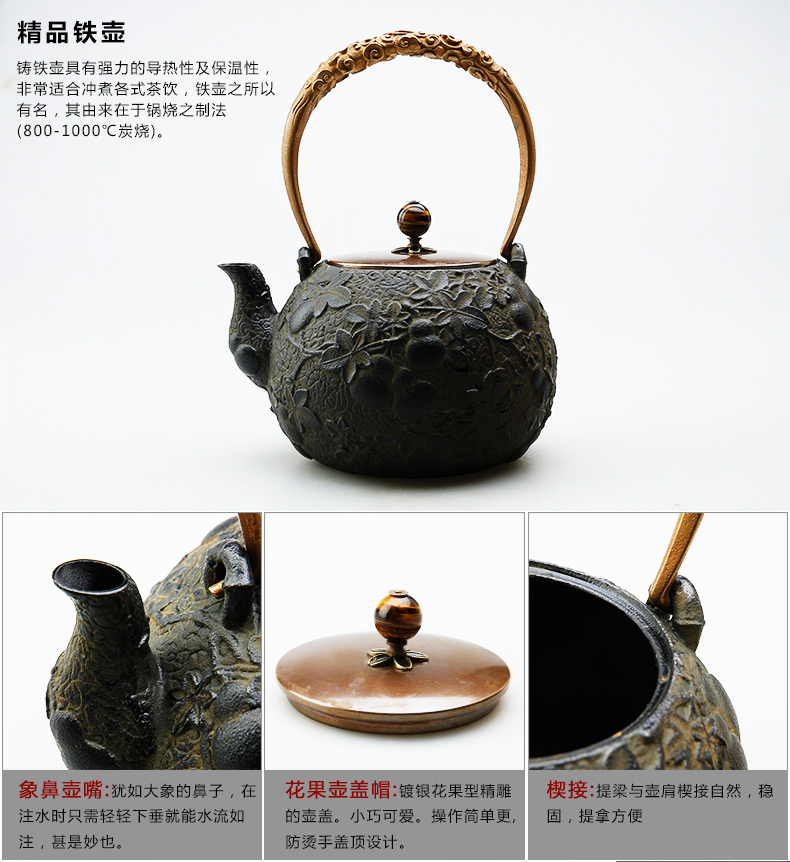 精品铁壶
铸铁壶具有强力的导热性及保温性，
非常适合冲煮各式茶饮，铁壶之所以
有名，其由来在于锅烧之制法
(800-1000℃炭烧)。
象鼻壶嘴:犹如大象的鼻子，在
注水时只需轻轻下垂就能水流如
注，甚是妙也。
花果壶盖帽:镀银花果型精雕
的壶盖。小巧可爱。操作简单更,
防烫手盖顶设计。
楔接:提梁与壶肩楔接自然，稳
固，提拿方便